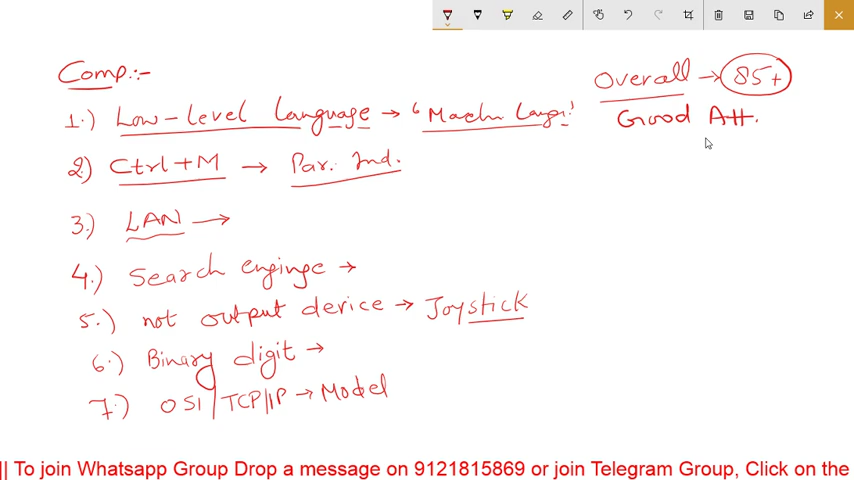 Comp.:-
Overall → 85+
Good Att.
1.) Low-level language → "Machn Lang."
2.) Ctrl+M → Par. Ind.
3.) LAN →
4.) Search enginge →
5.) not output device → Joystick
6.) Binary digit →
7.) OSI/TCP/IP → Model
|| To join Whatsapp Group Drop a message on 9121815869 or join Telegram Group, Click on the